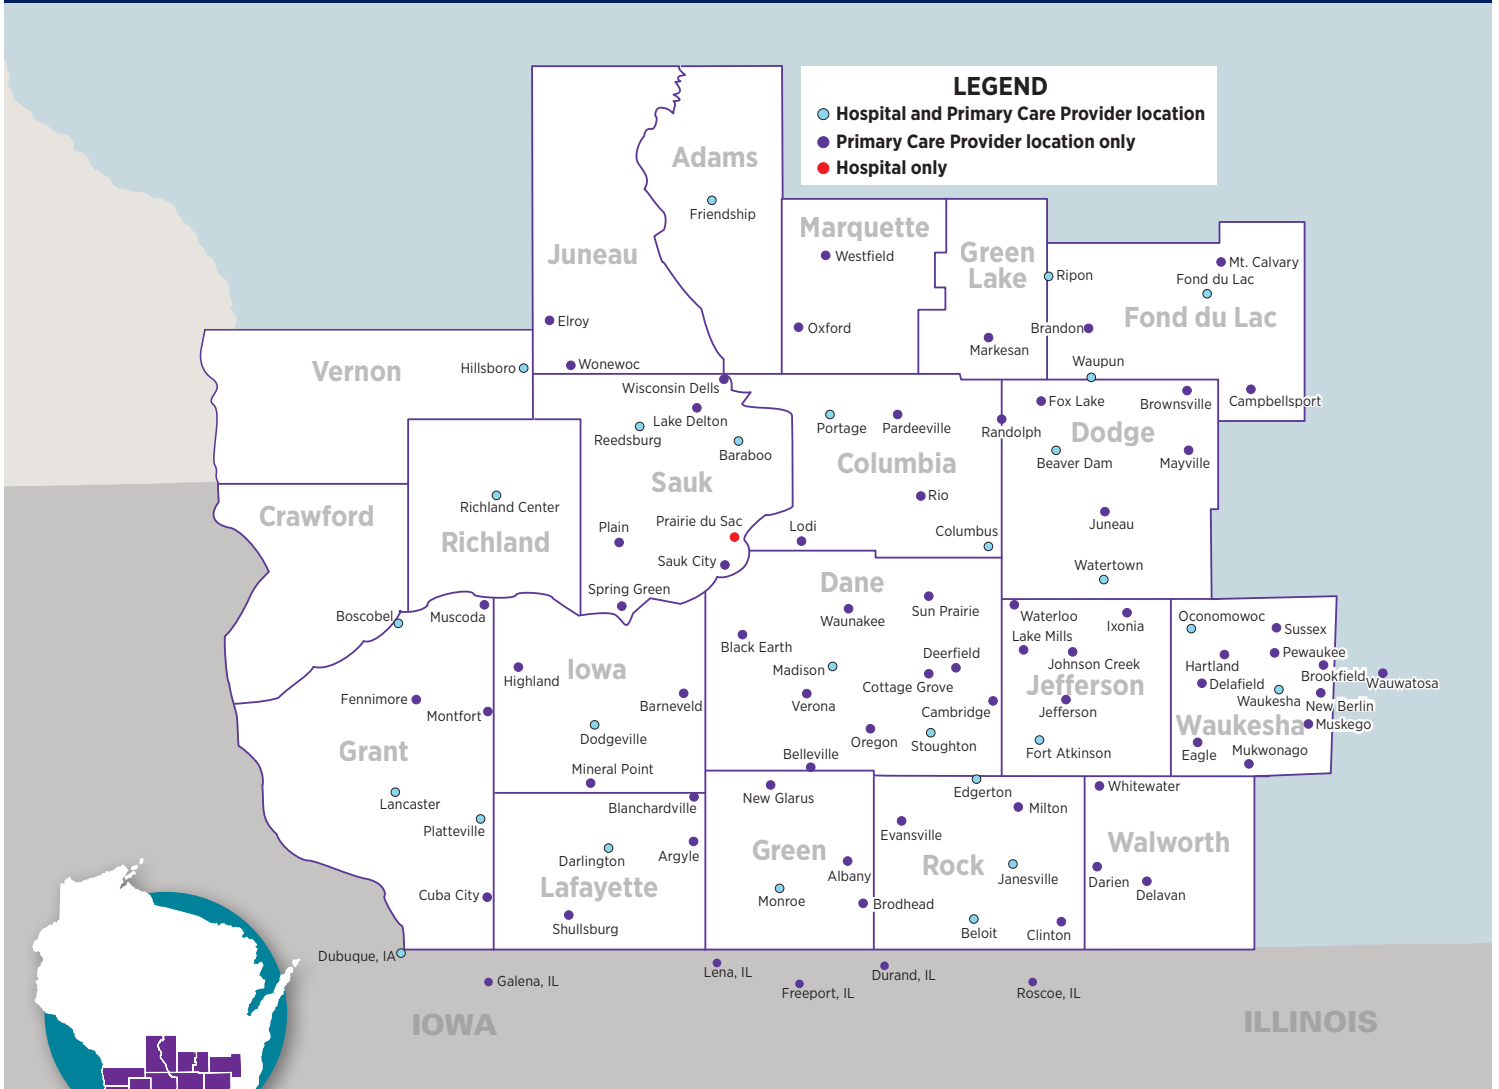 LEGEND
Hospital and Primary Care Provider location
Primary Care Provider location only
Hospital only
Adams
Friendship
Juneau
Elroy
Wonewoc
Marquette
Westfield
Oxford
Green
Lake
Markesan
Ripon
Mt. Calvary
Fond du Lac
Fond du Lac
Brandon
Waupun
Campbellsport
Vernon
Hillsboro
Wisconsin Dells
Lake Delton
Reedsburg
Baraboo
Sauk
Plain
Prairie du Sac
Sauk City
Spring Green
Portage
Pardeeville
Columbia
Rio
Lodi
Columbus
Randolph
Fox Lake
Brownsville
Dodge
Beaver Dam
Mayville
Juneau
Watertown
Crawford
Richland Center
Richland
Boscobel
Muscoda
Dane
Sun Prairie
Waunakee
Black Earth
Deerfield
Madison
Cottage Grove
Verona
Cambridge
Oregon
Stoughton
Belleville
Waterloo
Ixonia
Lake Mills
Johnson Creek
Jefferson
Jefferson
Fort Atkinson
Oconomowoc
Sussex
Pewaukee
Hartland
Brookfield
Wauwatosa
Delafield
Waukesha
New Berlin
Waukesha
Muskego
Eagle
Mukwonago
Highland
Iowa
Barneveld
Dodgeville
Mineral Point
Fennimore
Montfort
Grant
Lancaster
Platteville
Cuba City
Blanchardville
Darlington
Argyle
Lafayette
Shullsburg
New Glarus
Green
Albany
Monroe
Brodhead
Edgerton
Milton
Evansville
Rock
Janesville
Beloit
Clinton
Whitewater
Walworth
Darien
Delavan
Dubuque, IA
Galena, IL
Lena, IL
Freeport, IL
Durand, IL
Roscoe, IL
IOWA
ILLINOIS